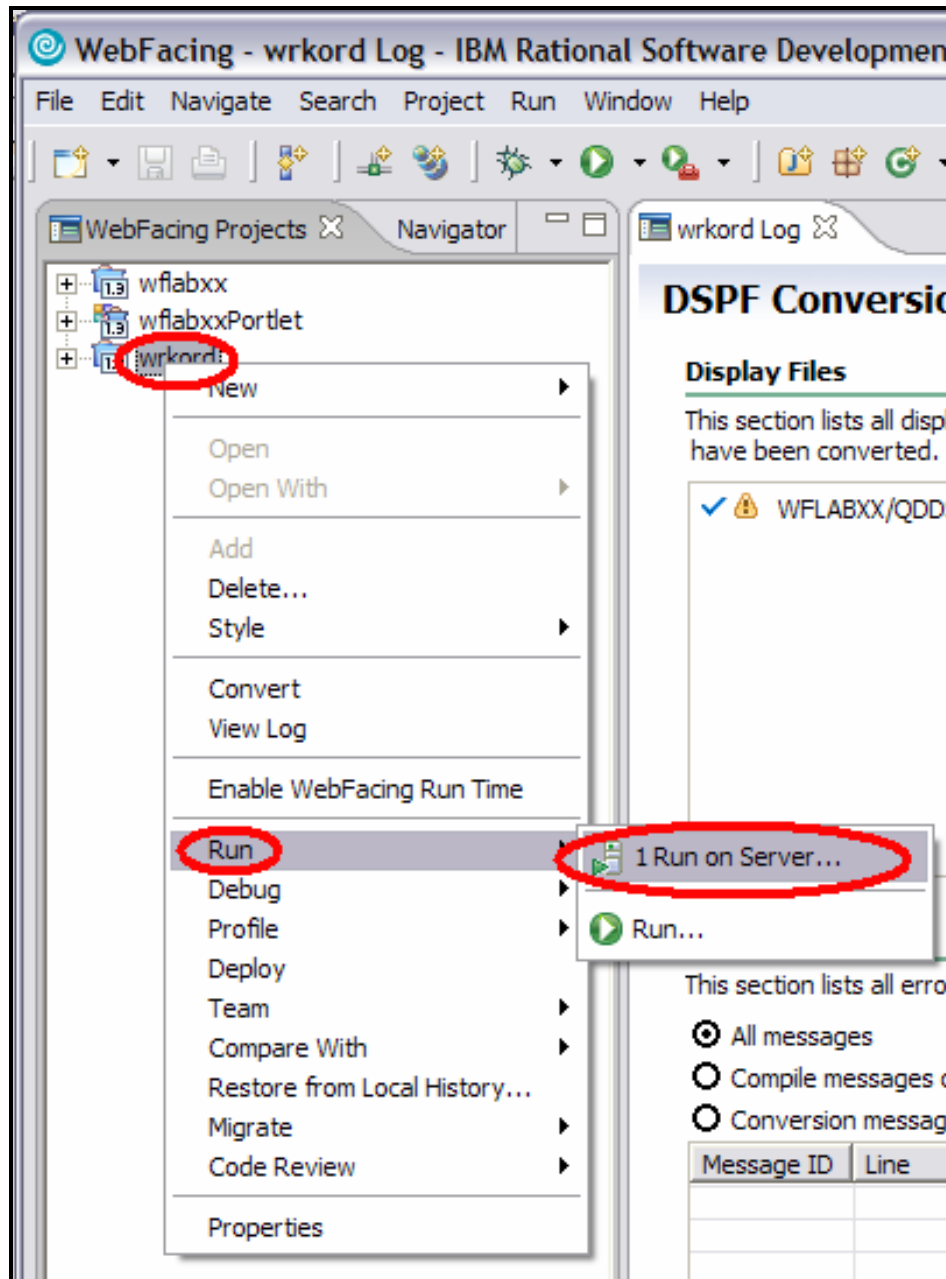 WebFacing - wrkord Log - IBM Rational Software Developmen
File Edit Navigate Search Project Run Window Help
WebFacing Projects Navigator
wrkord Log
wflabxx
wflabxxPortlet
wrkord
DSPF Conversio
Display Files
This section lists all displ
have been converted.
WFLABXX/QDDS
New
Open
Open With
Add
Delete...
Style
Convert
View Log
Enable WebFacing Run Time
Run
Debug
Profile
Deploy
Team
Compare With
Restore from Local History...
Migrate
Code Review
Properties
1 Run on Server...
Run...
This section lists all erro
All messages
Compile messages o
Conversion messag
Message ID Line